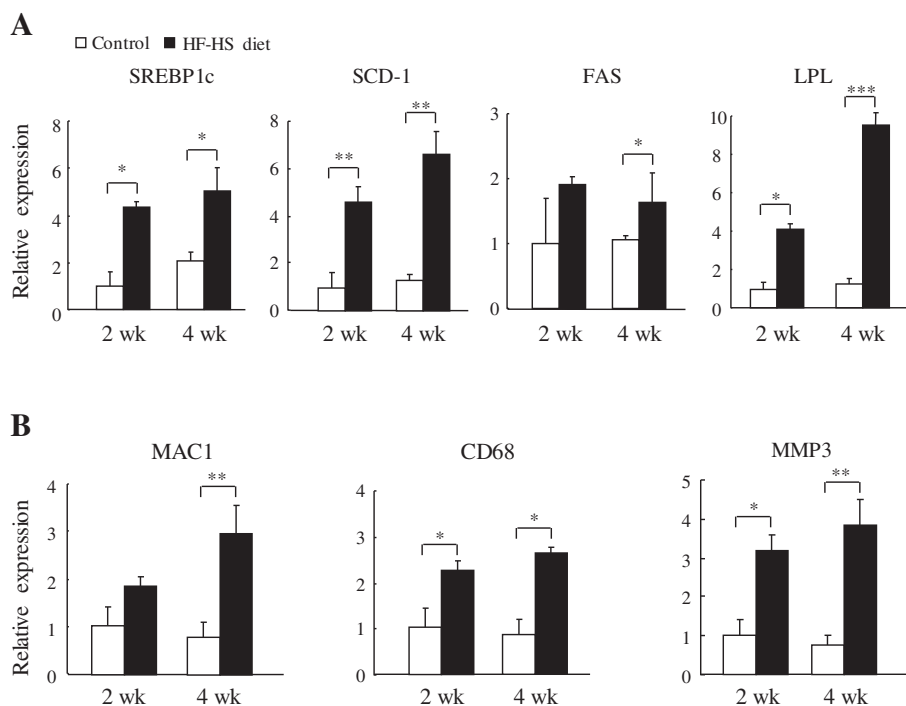 A
Control HF-HS diet
SREBP1c
SCD-1
FAS
LPL
Relative expression
8
6
4
2
0
*
*
2 wk
4 wk
8
6
4
2
0
**
**
2 wk
4 wk
3
2
1
0
*
2 wk
4 wk
10
8
6
4
2
0
*
***
2 wk
4 wk
B
MAC1
CD68
MMP3
Relative expression
4
3
2
1
0
**
2 wk
4 wk
4
3
2
1
0
*
*
2 wk
4 wk
5
4
3
2
1
0
*
**
2 wk
4 wk